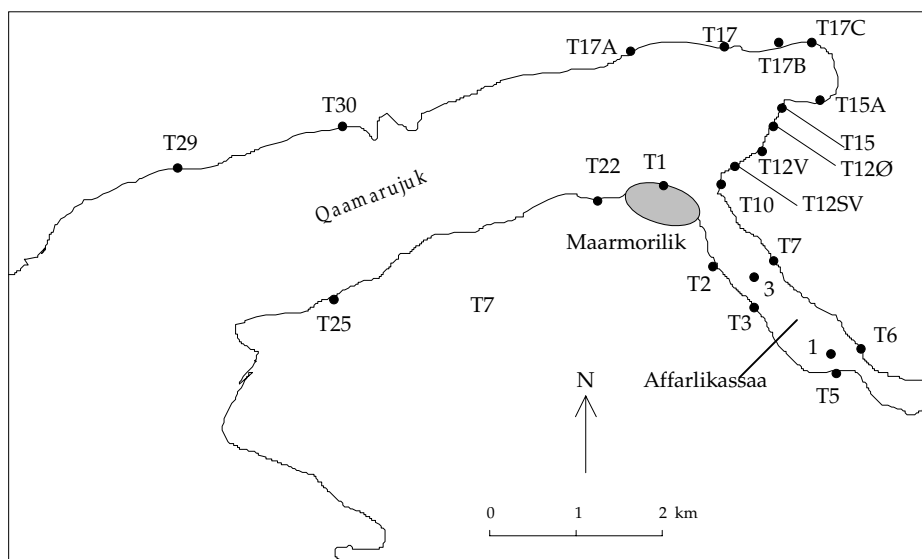 T17C
T17
T17A
T17B
T30
T15A
T29
T15
T22
T1
T12V
T12Ø
Qaamarujuk
T10
T12SV
Maarmorilik
T7
T2
3
T25
T7
T3
T6
1
Affarlikassaa
T5
N
0 1 2 km